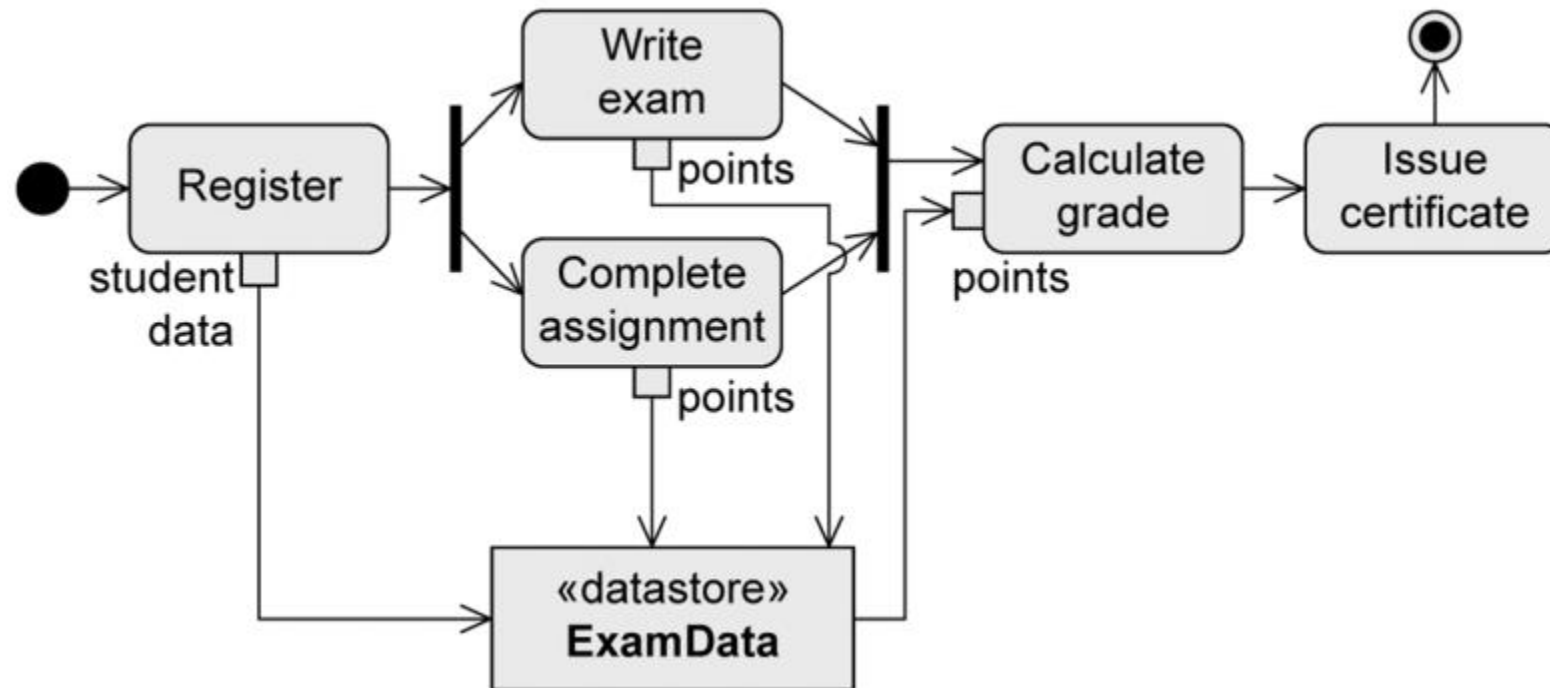 Write
exam
points
Register
student
data
Complete
assignment
points
Calculate
grade
points
Issue
certificate
«datastore»
ExamData